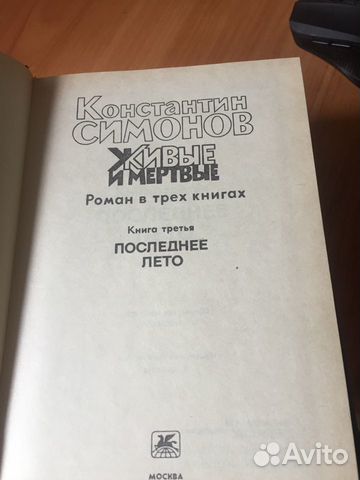 Константин
СИМОНОВ
ЖИВЫЕ
И МЕРТВЫЕ
Роман в трех книгах
Книга третья
ПОСЛЕДНЕЕ
ЛЕТО
МОСКВА
Avito